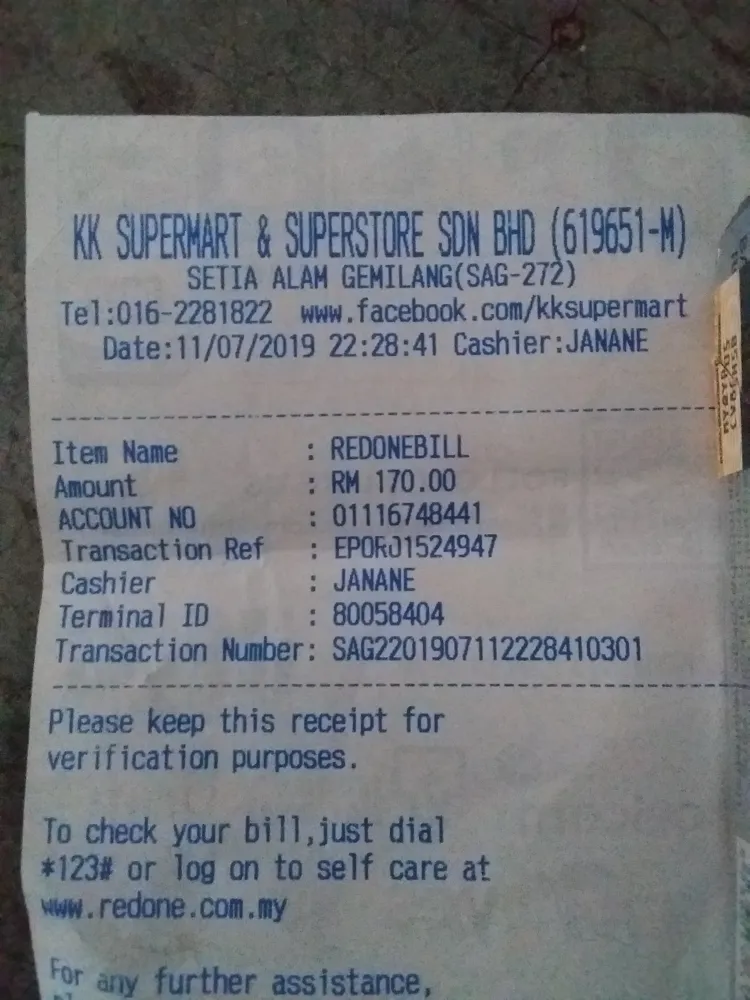 KK SUPERMART & SUPERSTORE SDN BHD (619651-M)
SETIA ALAM GEMILANG(SAG-272)
Tel:016-2281822 www.facebook.com/kksupermart
Date:11/07/2019 22:28:41 Cashier:JANANE
Item Name : REDONEBILL
Amount : RM 170.00
ACCOUNT NO : 01116748441
Transaction Ref : EPOR01524947
Cashier : JANANE
Terminal ID : 80058404
Transaction Number: SAG2201907112228410301
Please keep this receipt for
verification purposes.
To check your bill,just dial
*123# or log on to self care at
www.redone.com.my
For any further assistance,